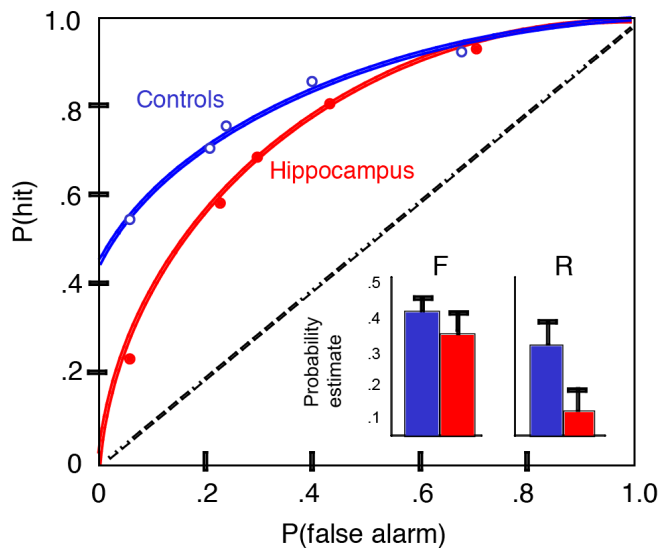 1.0
.8
.6
.4
.2
0
P(hit)
Controls
Hippocampus
F
R
.5
.4
.3
.2
.1
Probability
estimate
0
.2
.4
.6
.8
1.0
P(false alarm)